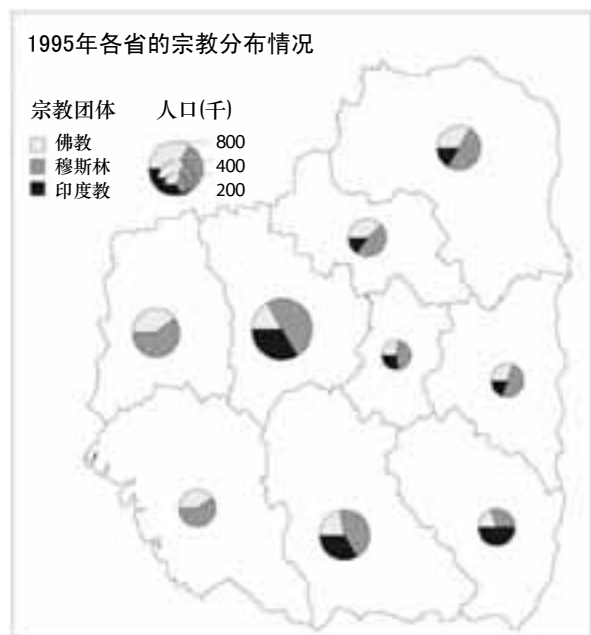 1995年各省的宗教分布情况
宗教团体 人口(千)
佛教 800
穆斯林 400
印度教 200